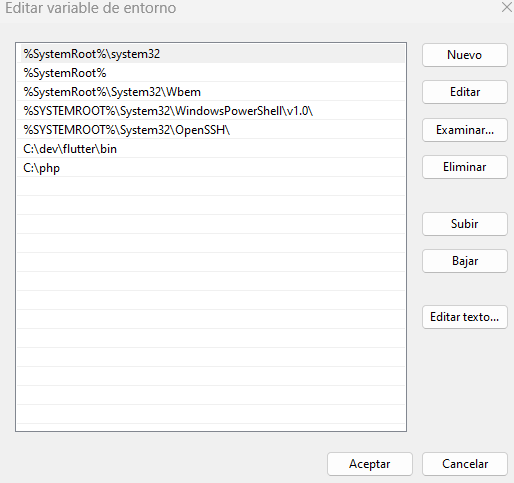 Editar variable de entorno
%SystemRoot%\system32
%SystemRoot%
%SystemRoot%\System32\Wbem
%SYSTEMROOT%\System32\WindowsPowerShell\v1.0\
%SYSTEMROOT%\System32\OpenSSH\
C:\dev\flutter\bin
C:\php
Nuevo
Editar
Examinar...
Eliminar
Subir
Bajar
Editar texto...
Aceptar
Cancelar